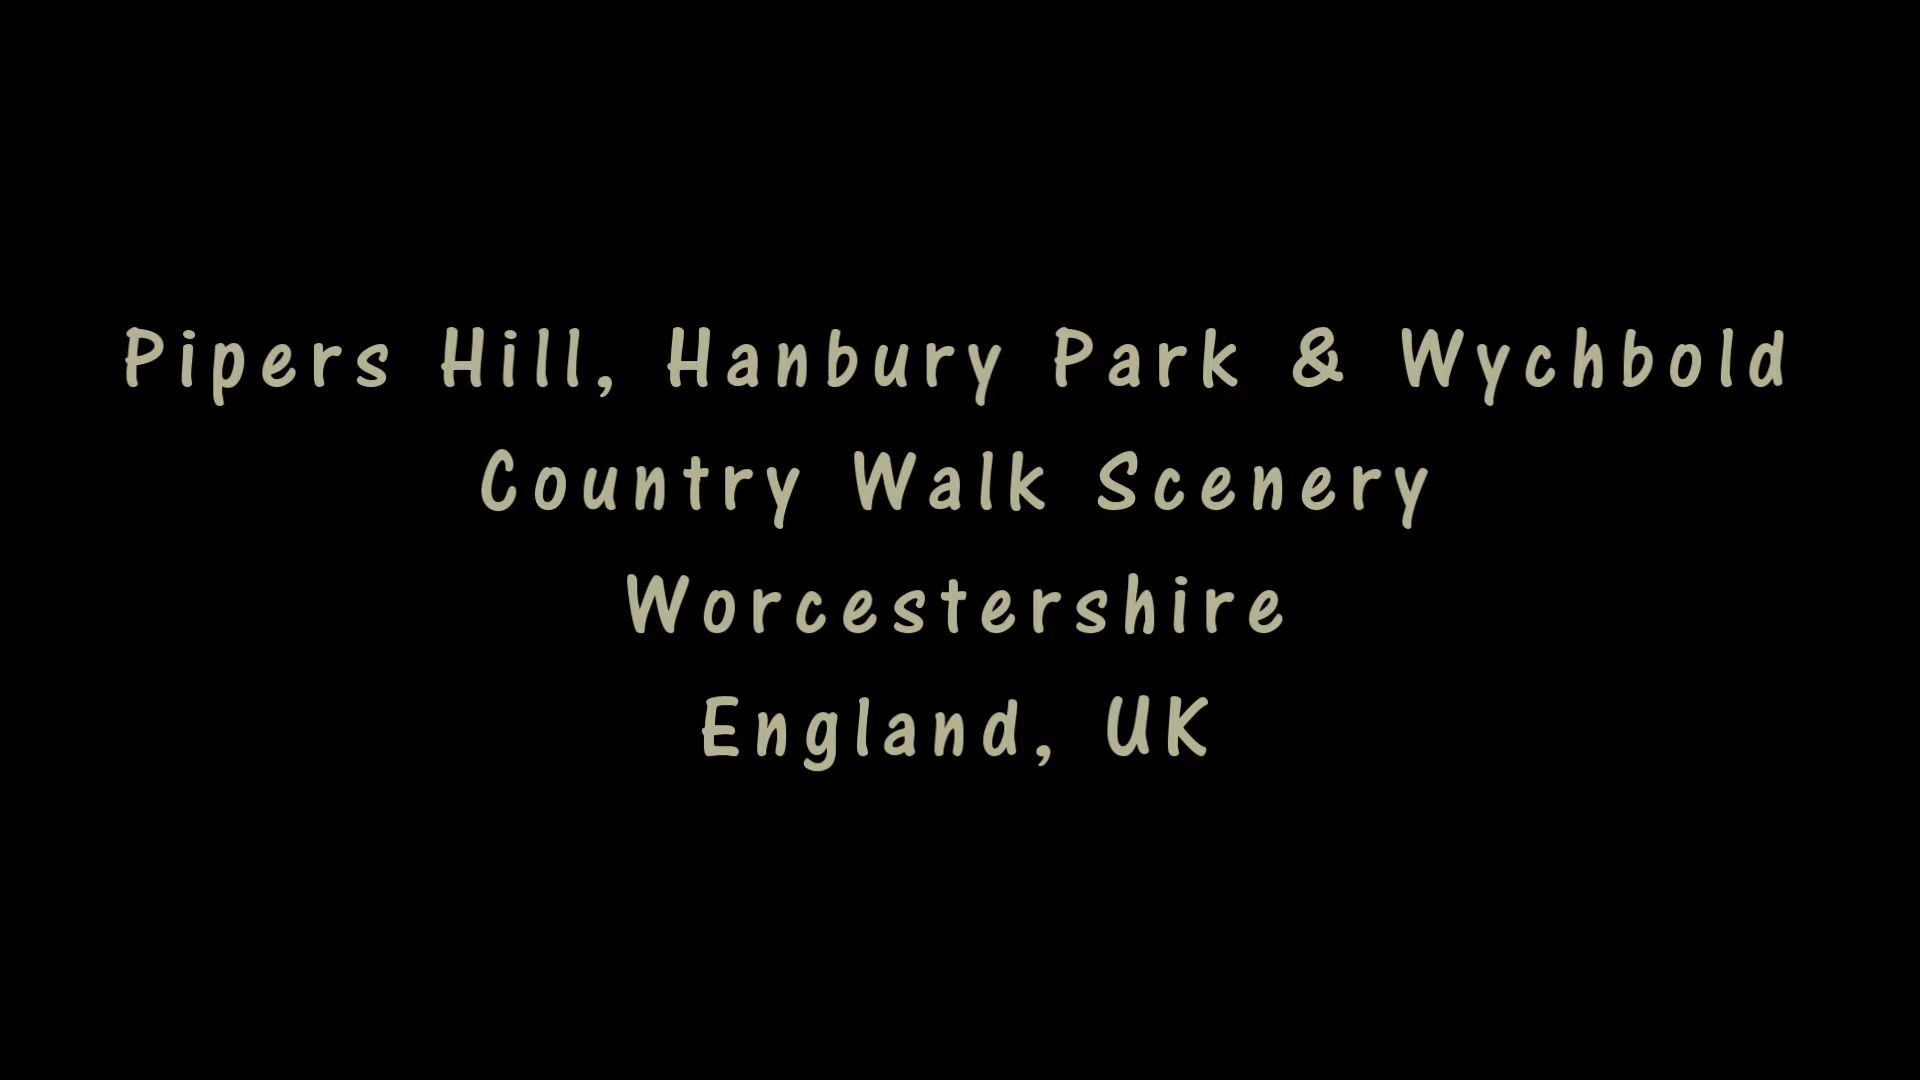 Pipers Hill, Hanbury Park & Wychbold
Country Walk Scenery
Worcestershire
England, UK